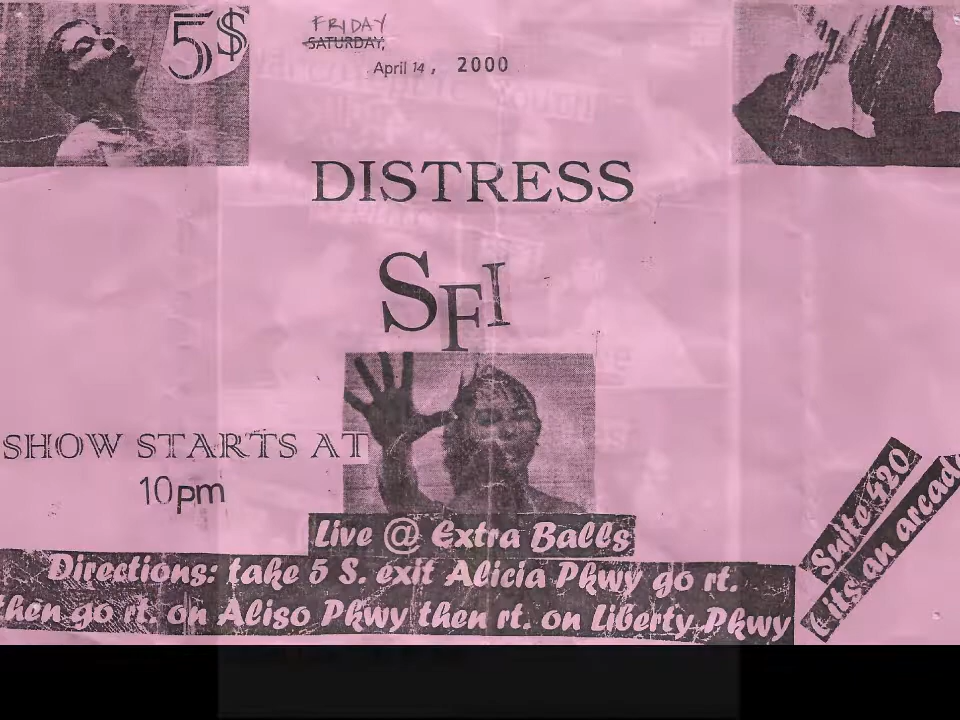 5$
FRIDAY
SATURDAY,
April 14, 2000
DISTRESS
SFI
SHOW STARTS AT
10pm
Live @ Extra Balls
Directions: take 5 S. exit Alicia Pkwy go rt.
then go rt. on Aliso Pkwy then rt. on Liberty Pkwy
Suite 420
(its an arcade